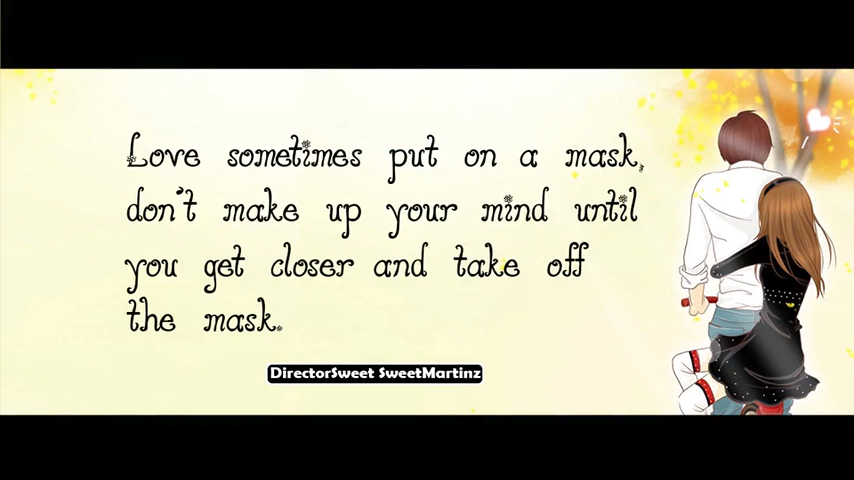 Love sometimes put on a mask,
don't make up your mind until
you get closer and take off
the mask.
DirectorSweet SweetMartinz